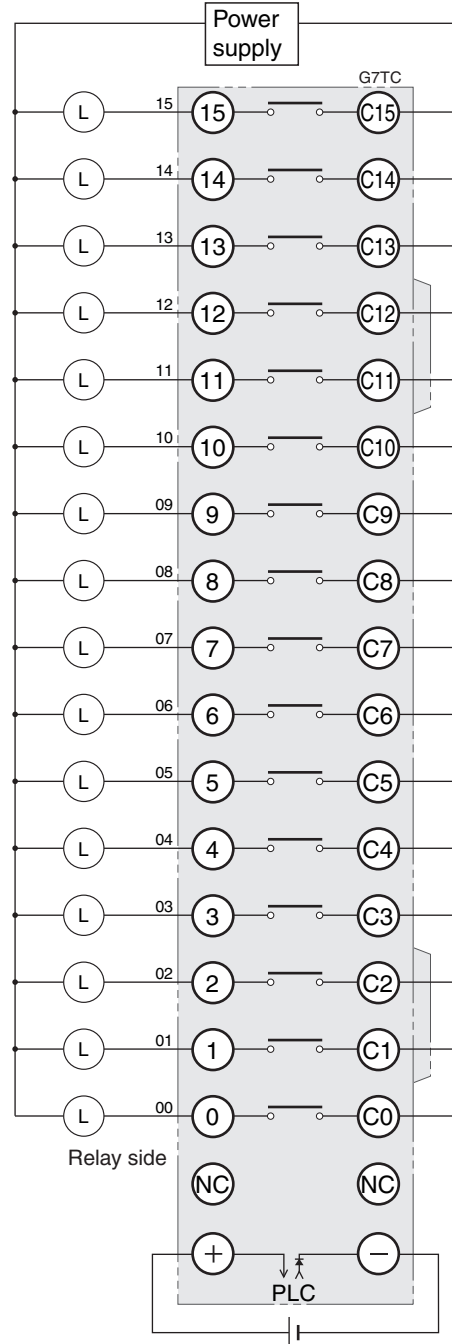 Power
supply
G7TC
L 15 15 C15
L 14 14 C14
L 13 13 C13
L 12 12 C12
L 11 11 C11
L 10 10 C10
L 09 9 C9
L 08 8 C8
L 07 7 C7
L 06 6 C6
L 05 5 C5
L 04 4 C4
L 03 3 C3
L 02 2 C2
L 01 1 C1
L 00 0 C0
Relay side
NC NC
+ −
PLC